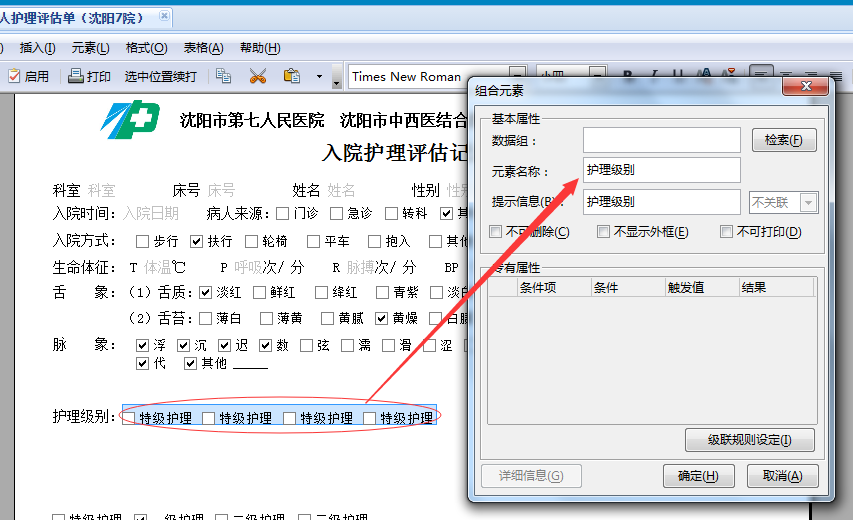 人护理评估单（沈阳7院）
插入(I) 元素(L) 格式(O) 表格(A) 帮助(H)
启用 打印 选中位置续打 Times New Roman 小四
沈阳市第七人民医院 沈阳市中西医结合
入院护理评估记
科室 科室 床号 床号 姓名 姓名 性别 性别
入院时间：入院日期 病人来源： 门诊 急诊 转科 其
入院方式： 步行 扶行 轮椅 平车 抱入 其他
生命体征： T 体温℃ P 呼吸次/分 R 脉搏次/分 BP
舌 象：（1）舌质： 淡红 鲜红 绛红 青紫 淡白
（2）舌苔： 薄白 薄黄 黄腻 黄燥 白腻
脉 象： 浮 沉 迟 数 弦 濡 滑 涩
代 其他
护理级别： 特级护理 特级护理 特级护理 特级护理
特级护理 一级护理 二级护理 三级护理
组合元素
基本属性
数据组： 检索(F)
元素名称： 护理级别
提示信息(B)： 护理级别 不关联
不可删除(C) 不显示外框(E) 不可打印(D)
专有属性
条件项 条件 触发值 结果
级联规则设定(I)
详细信息(G) 确定(H) 取消(A)